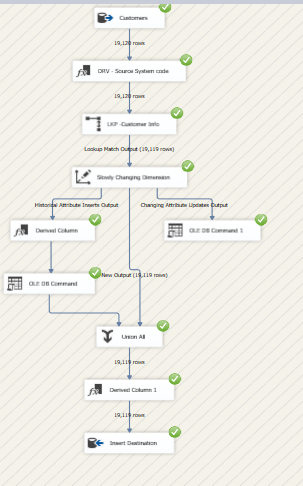 Customers
19,128 rows
DRV - Source System code
19,128 rows
LKP -Customer Info
Lookup Match Output (19,119 rows)
Slowly Changing Dimension
Historical Attribute Inserts Output
Changing Attribute Updates Output
Derived Column
OLE DB Command 1
New Output (19,119 rows)
OLE DB Command
Union All
19,119 rows
Derived Column 1
19,119 rows
Insert Destination